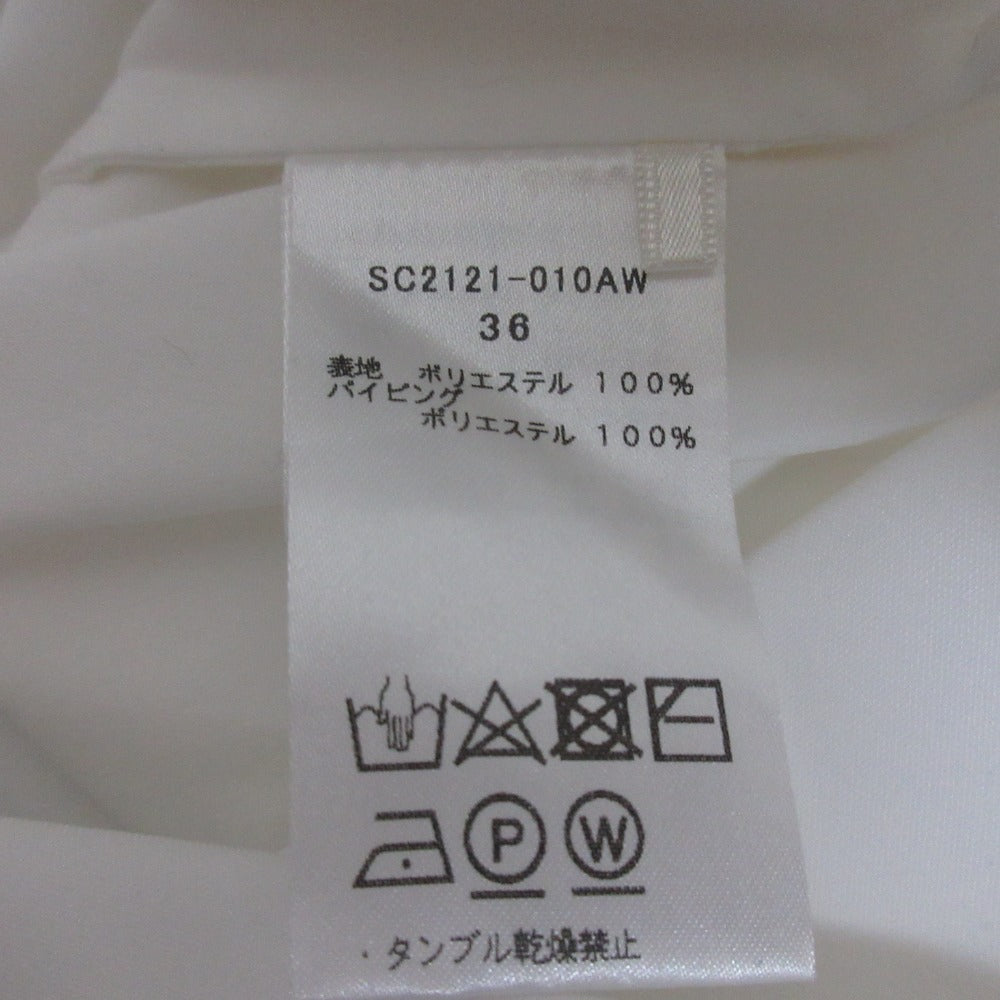 SC2121-010AW
36
表地 ポリエステル 100%
パイピング
ポリエステル 100%
P W
・タンブル乾燥禁止